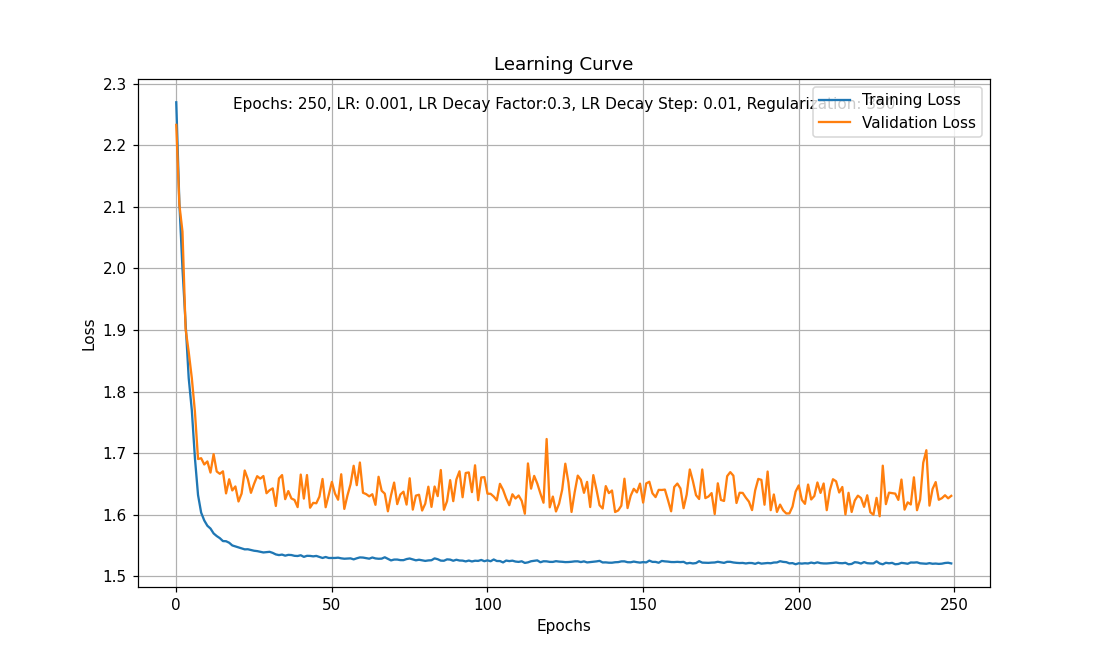 Learning Curve
Epochs: 250, LR: 0.001, LR Decay Factor:0.3, LR Decay Step: 0.01, Regularization:
Training Loss
Validation Loss
2.3
2.2
2.1
2.0
1.9
1.8
1.7
1.6
1.5
Loss
0
50
100
150
200
250
Epochs